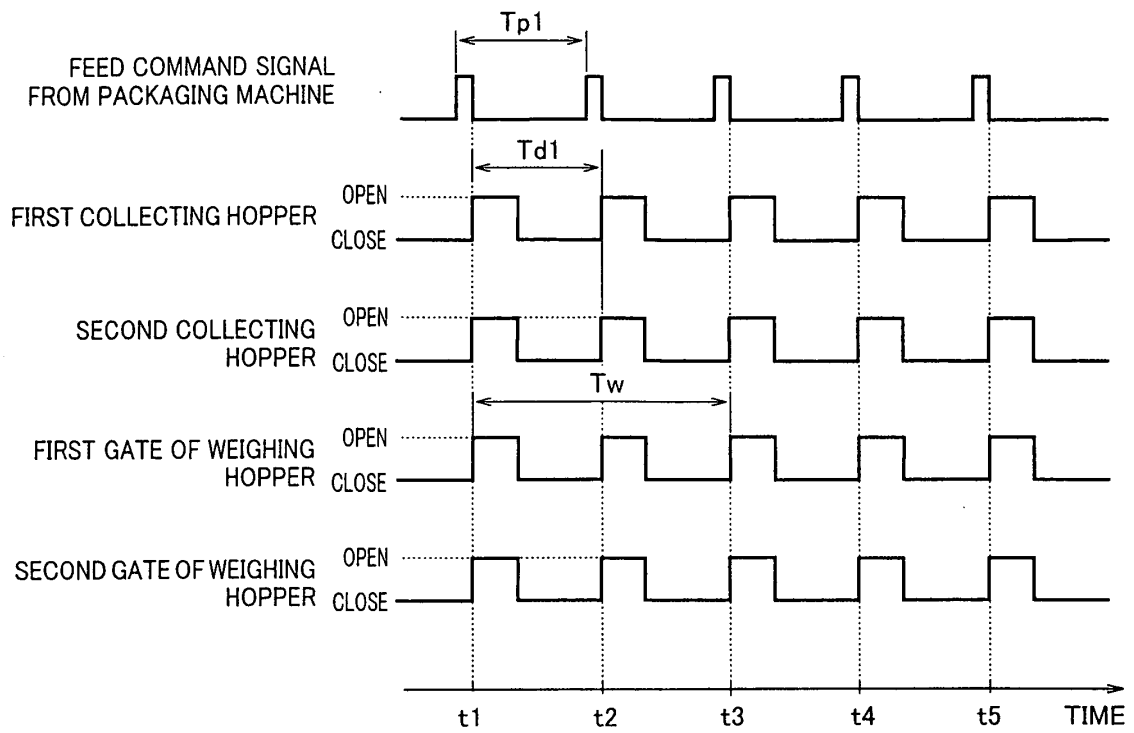 Tp1
FEED COMMAND SIGNAL
FROM PACKAGING MACHINE
Td1
OPEN
FIRST COLLECTING HOPPER
CLOSE
OPEN
SECOND COLLECTING
HOPPER
CLOSE
Tw
OPEN
FIRST GATE OF WEIGHING
HOPPER
CLOSE
OPEN
SECOND GATE OF WEIGHING
HOPPER
CLOSE
t1 t2 t3 t4 t5 TIME